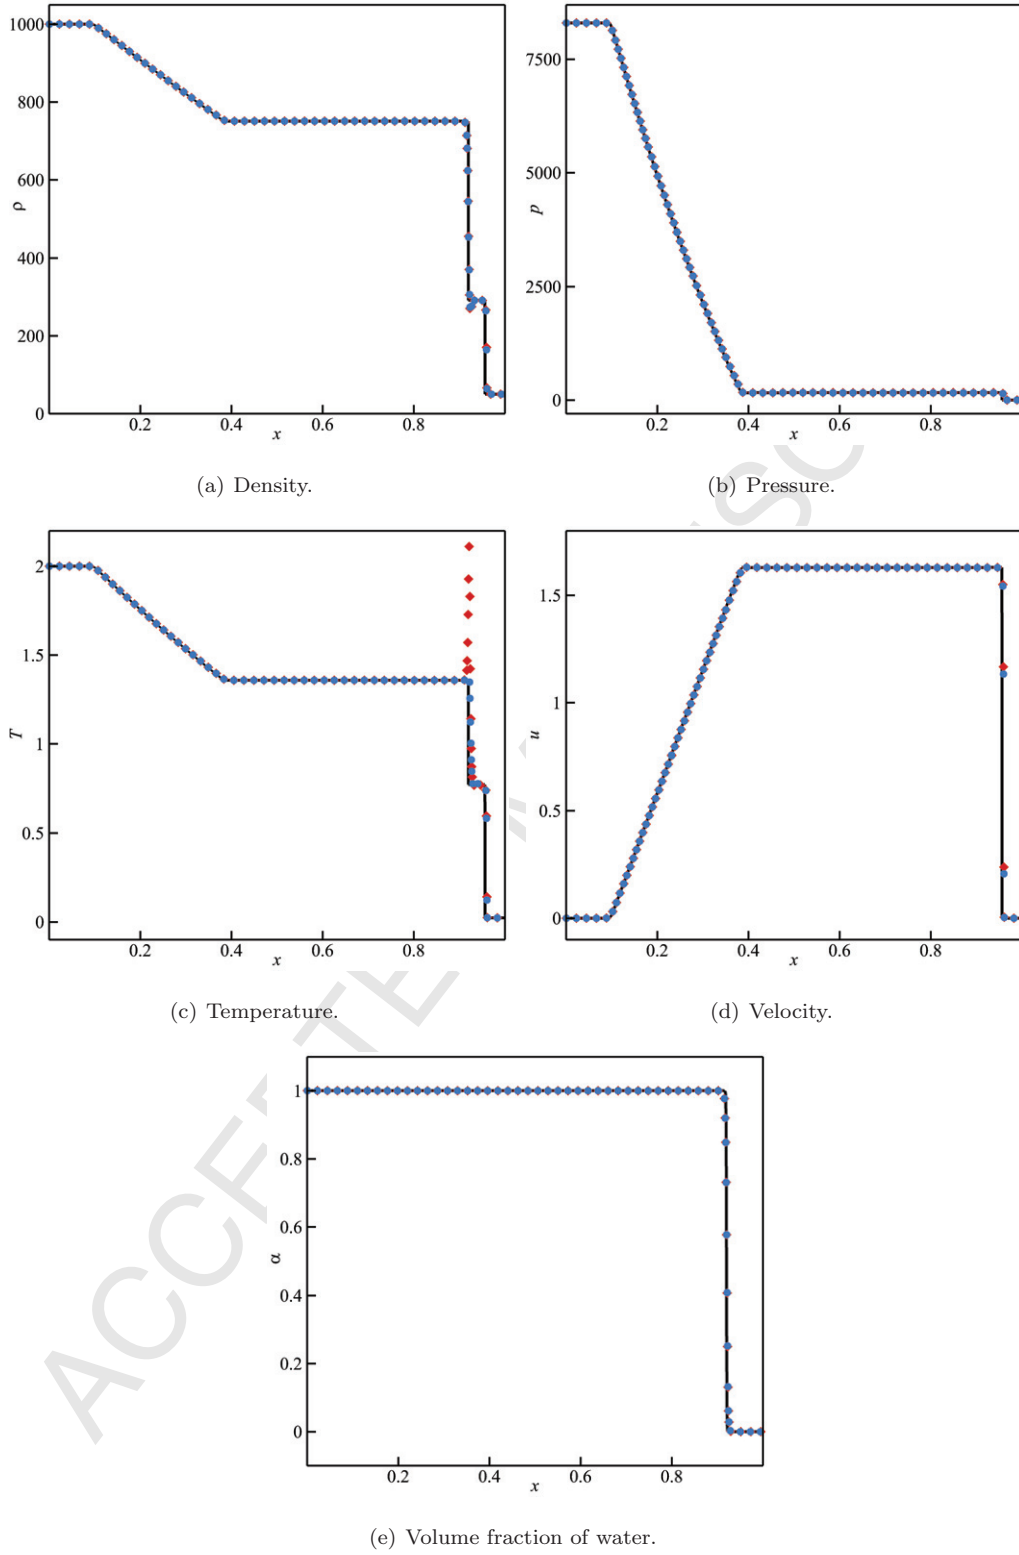 1000
800
600
400
200
0
ρ
0.2 0.4 0.6 0.8
x
7500
5000
2500
0
p
0.2 0.4 0.6 0.8
x
(a) Density.
(b) Pressure.
2
1.5
1
0.5
0
T
0.2 0.4 0.6 0.8
x
1.5
1
0.5
0
u
0.2 0.4 0.6 0.8
x
(c) Temperature.
(d) Velocity.
1
0.8
0.6
0.4
0.2
0
α
0.2 0.4 0.6 0.8
x
(e) Volume fraction of water.